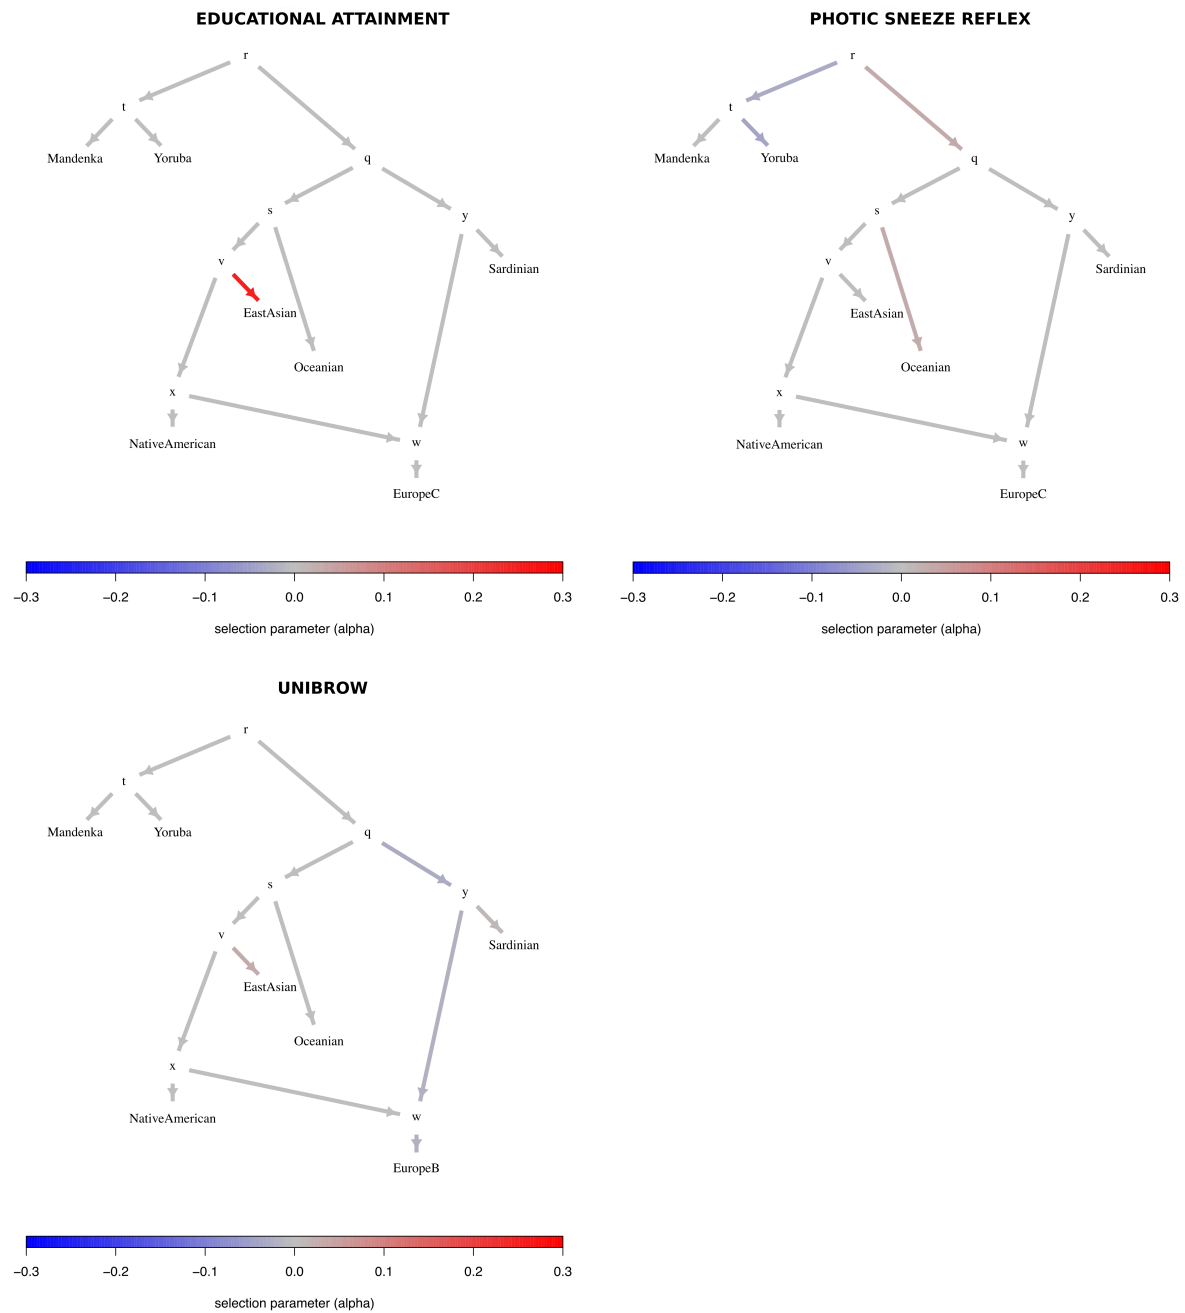 EDUCATIONAL ATTAINMENT
r
t
Mandenka Yoruba
q
s
y
v
Sardinian
EastAsian
Oceanian
x
NativeAmerican
w
EuropeC
−0.3 −0.2 −0.1 0.0 0.1 0.2 0.3
selection parameter (alpha)
PHOTIC SNEEZE REFLEX
r
t
Mandenka Yoruba
q
s
y
v
Sardinian
EastAsian
Oceanian
x
NativeAmerican
w
EuropeC
−0.3 −0.2 −0.1 0.0 0.1 0.2 0.3
selection parameter (alpha)
UNIBROW
r
t
Mandenka Yoruba
q
s
y
v
Sardinian
EastAsian
Oceanian
x
NativeAmerican
w
EuropeB
−0.3 −0.2 −0.1 0.0 0.1 0.2 0.3
selection parameter (alpha)